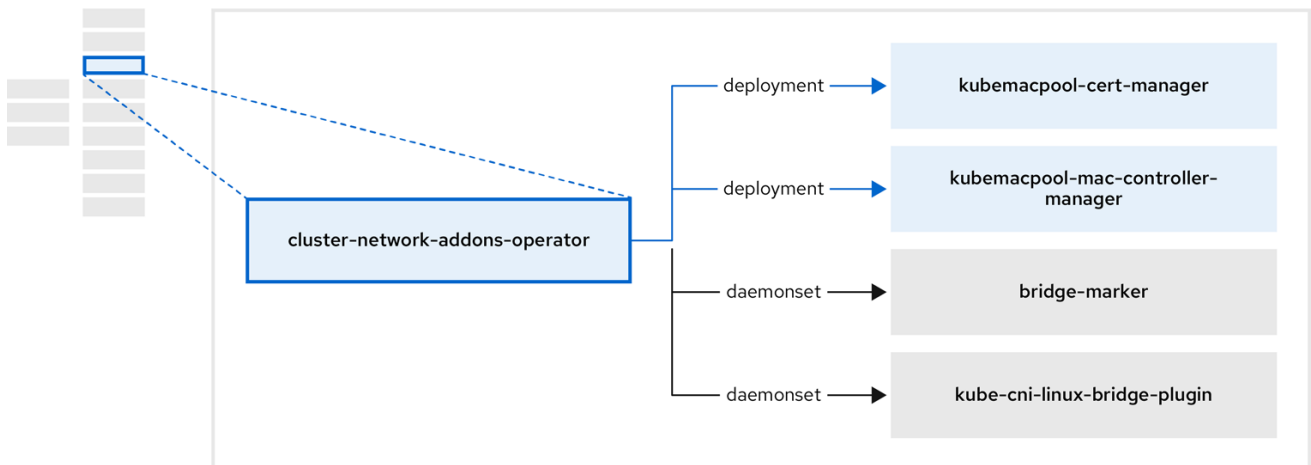 deployment
kubemacpool-cert-manager
deployment
kubemacpool-mac-controller-
manager
cluster-network-addons-operator
daemonset
bridge-marker
daemonset
kube-cni-linux-bridge-plugin